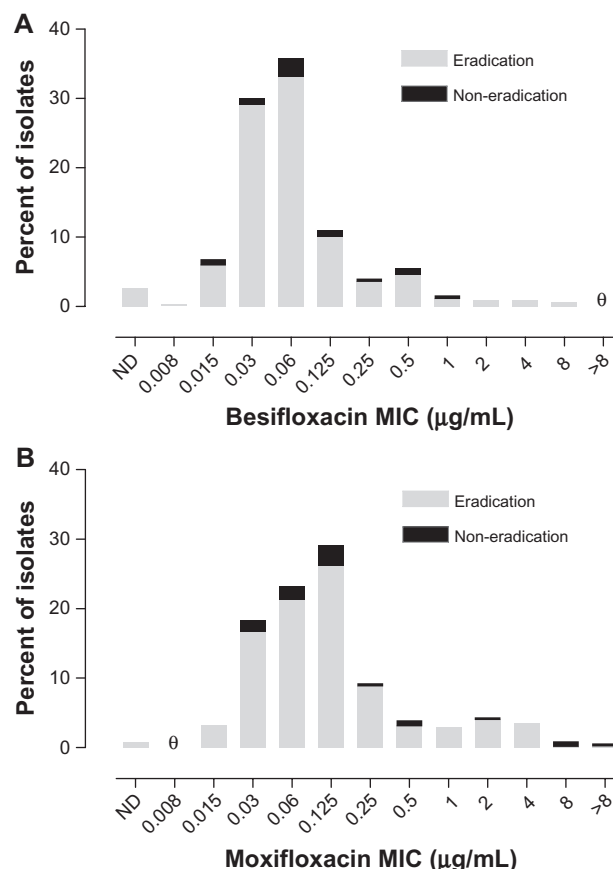 A
40
30
20
10
0
Percent of isolates
Eradication
Non-eradication
θ
ND 0.008 0.015 0.03 0.06 0.125 0.25 0.5 1 2 4 8 >8
Besifloxacin MIC (μg/mL)
B
40
30
20
10
0
Percent of isolates
Eradication
Non-eradication
θ
ND 0.008 0.015 0.03 0.06 0.125 0.25 0.5 1 2 4 8 >8
Moxifloxacin MIC (μg/mL)